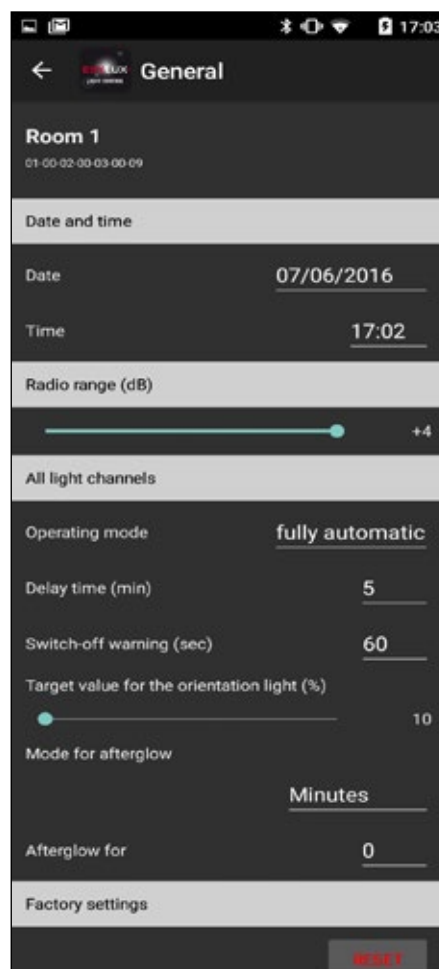 17:03
General
Room 1
01-00-02-00-03-00-09
Date and time
Date 07/06/2016
Time 17:02
Radio range (dB)
+4
All light channels
Operating mode fully automatic
Delay time (min) 5
Switch-off warning (sec) 60
Target value for the orientation light (%)
10
Mode for afterglow
Minutes
Afterglow for 0
Factory settings
RESET